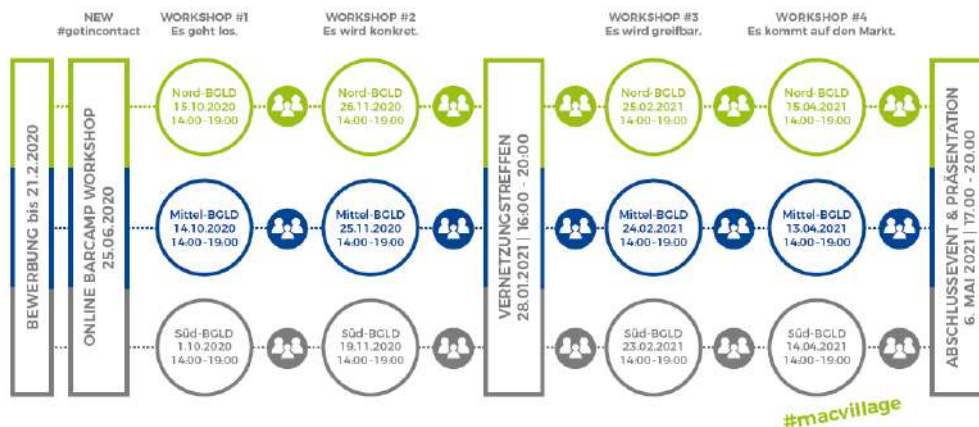 NEW
#getincontact
WORKSHOP #1
Es geht los.
WORKSHOP #2
Es wird konkret.
WORKSHOP #3
Es wird greifbar.
WORKSHOP #4
Es kommt auf den Markt.
BEWERBUNG bis 21.2.2020
ONLINE BARCAMP WORKSHOP
25.06.2020
Nord-BGLD
15.10.2020
14:00-19:00
Nord-BGLD
26.11.2020
14:00-19:00
VERNETZUNGSTREFFEN
28.01.2021 | 16:00 - 20:00
Nord-BGLD
25.02.2021
14:00-19:00
Nord-BGLD
15.04.2021
14:00-19:00
ABSCHLUSSEVENT & PRÄSENTATION
6. MAI 2021 | 17.00 - 20.00
Mittel-BGLD
14.10.2020
14:00-19:00
Mittel-BGLD
25.11.2020
14:00-19:00
Mittel-BGLD
24.02.2021
14:00-19:00
Mittel-BGLD
13.04.2021
14:00-19:00
Süd-BGLD
1.10.2020
14:00-19:00
Süd-BGLD
19.11.2020
14:00-19:00
Süd-BGLD
23.02.2021
14:00-19:00
Süd-BGLD
14.04.2021
14:00-19:00
#macvillage